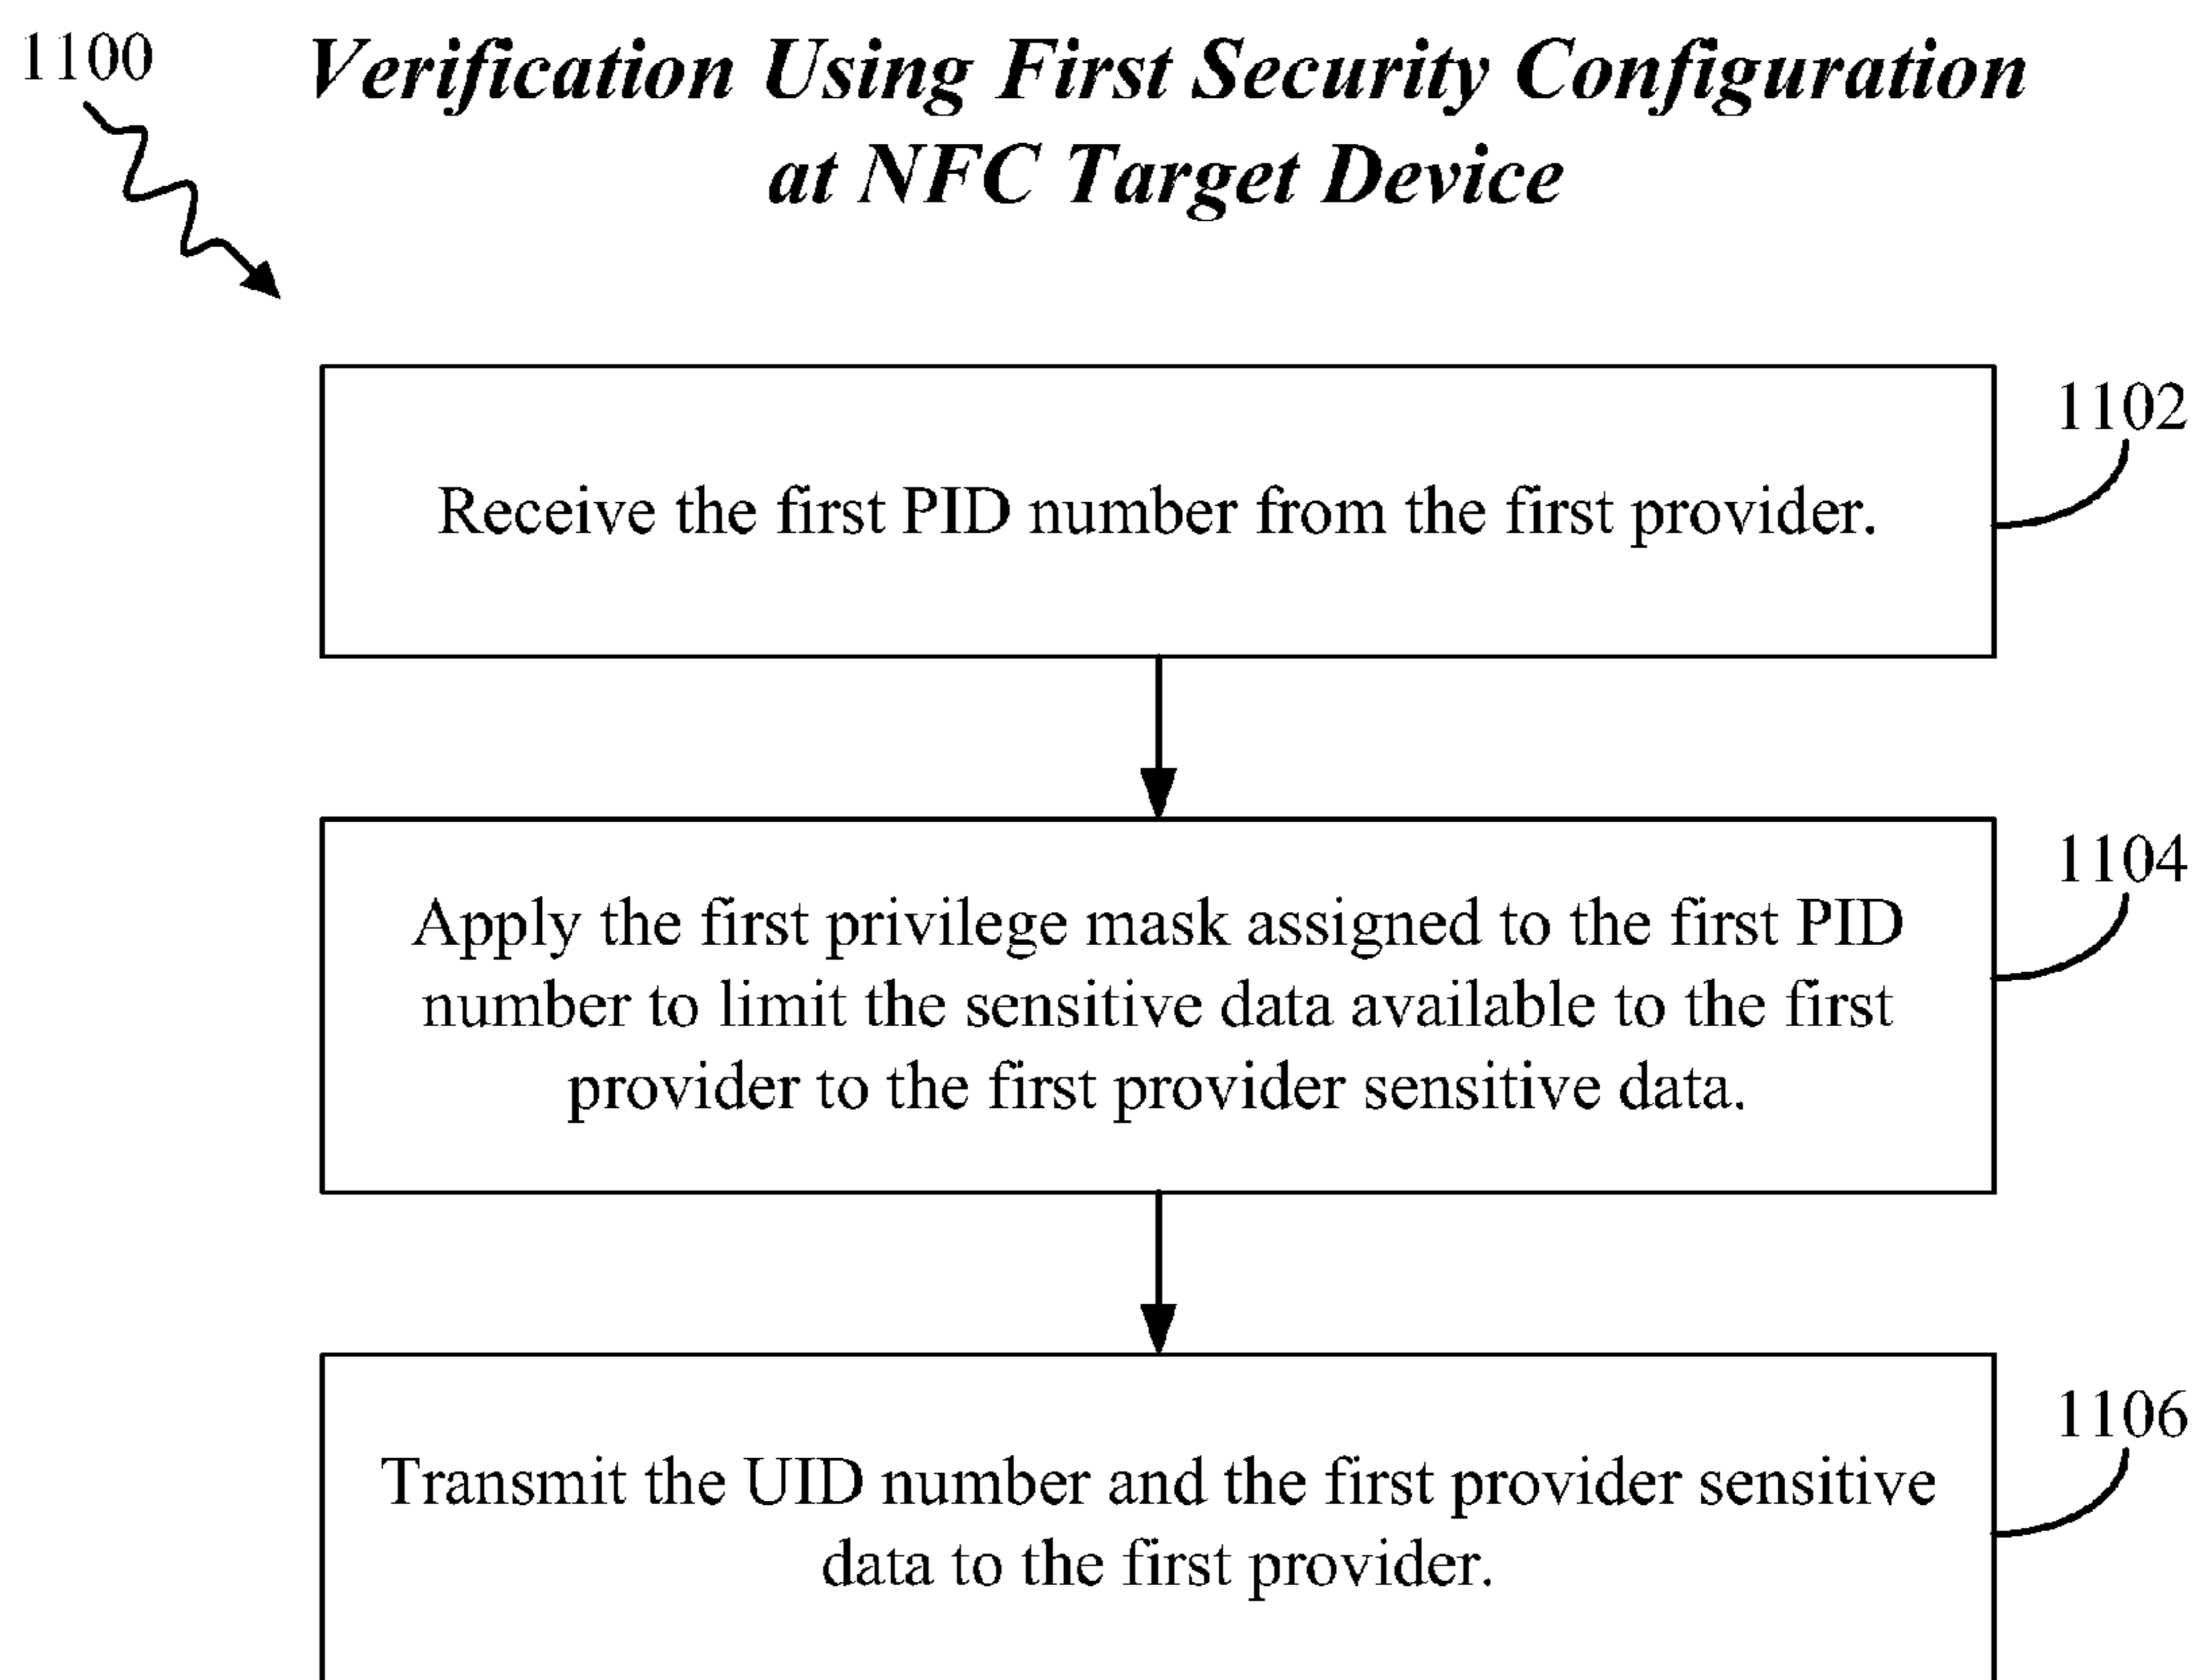 1100
Verification Using First Security Configuration
at NFC Target Device
1102
Receive the first PID number from the first provider.
1104
Apply the first privilege mask assigned to the first PID
number to limit the sensitive data available to the first
provider to the first provider sensitive data.
1106
Transmit the UID number and the first provider sensitive
data to the first provider.